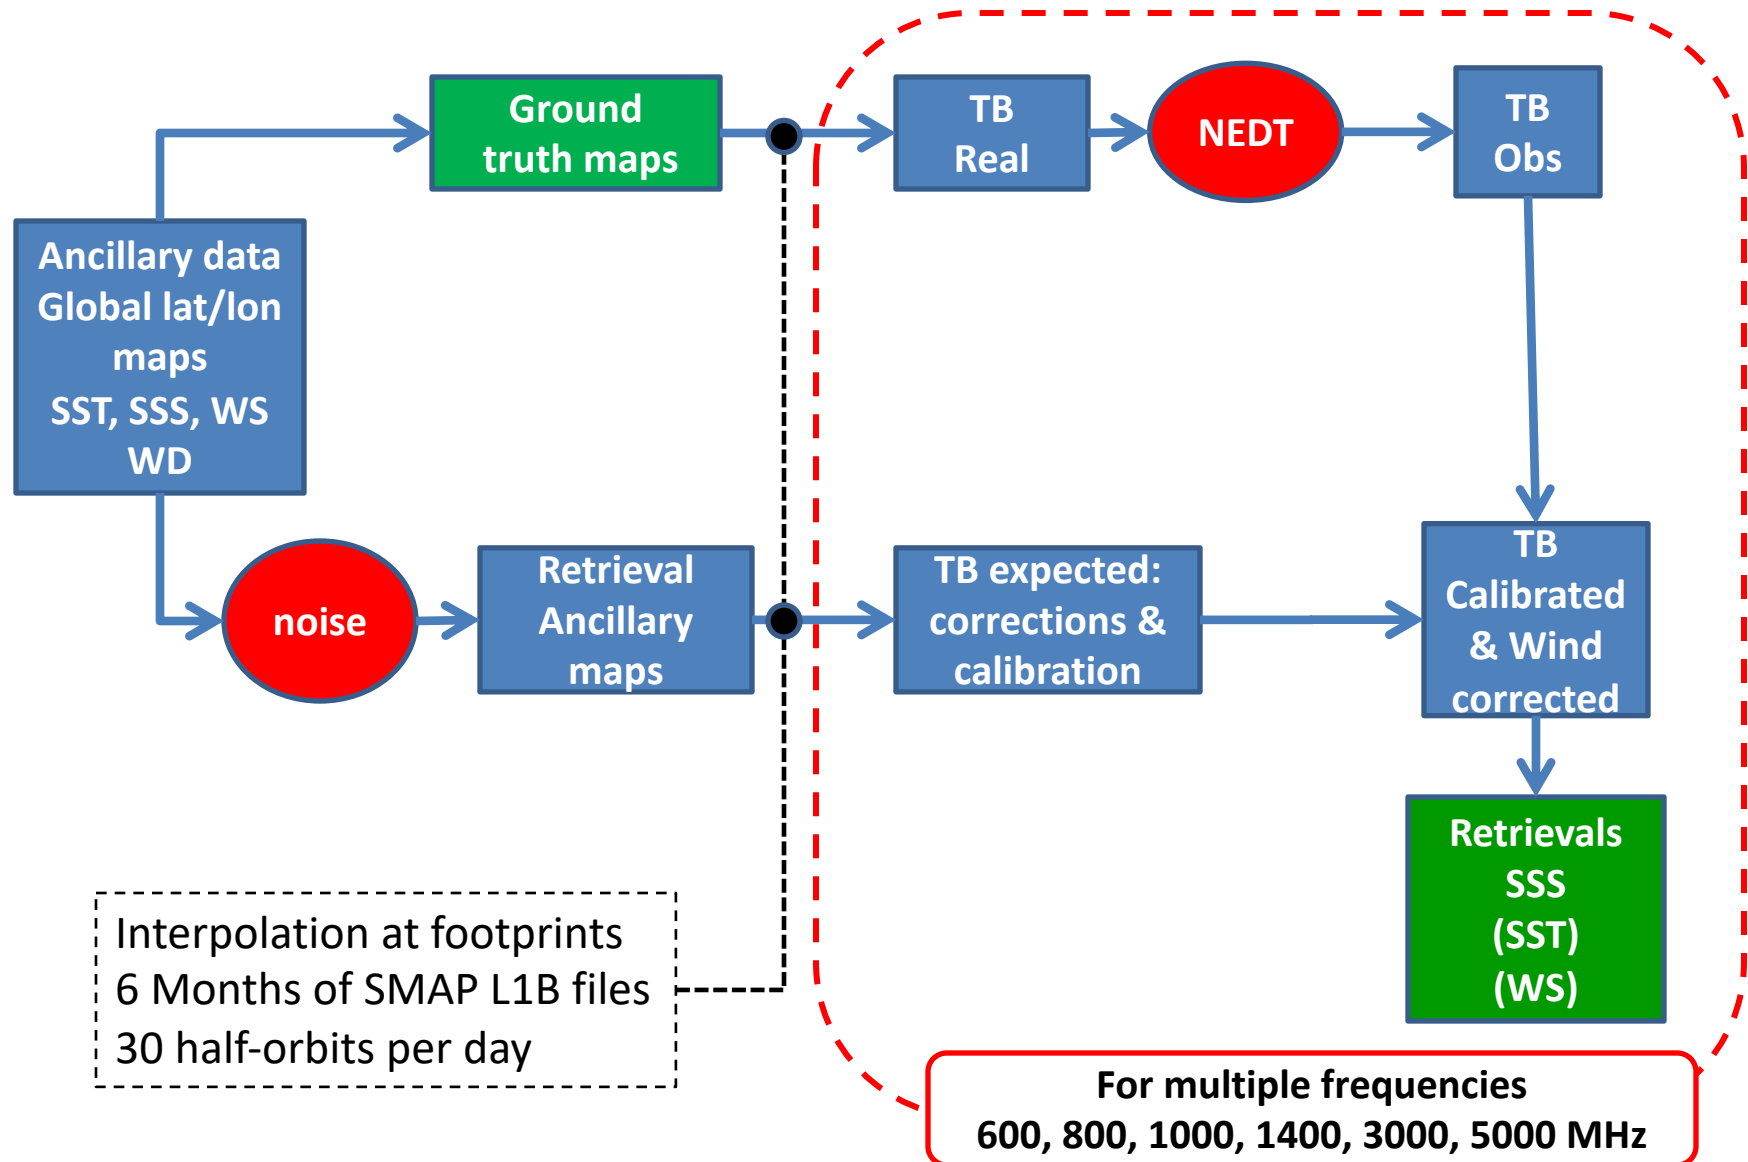 Ground
truth maps
TB
Real
NEDT
TB
Obs
Ancillary data
Global lat/lon
maps
SST, SSS, WS
WD
noise
Retrieval
Ancillary
maps
TB expected:
corrections &
calibration
TB
Calibrated
& Wind
corrected
Retrievals
SSS
(SST)
(WS)
Interpolation at footprints
6 Months of SMAP L1B files
30 half-orbits per day
For multiple frequencies
600, 800, 1000, 1400, 3000, 5000 MHz